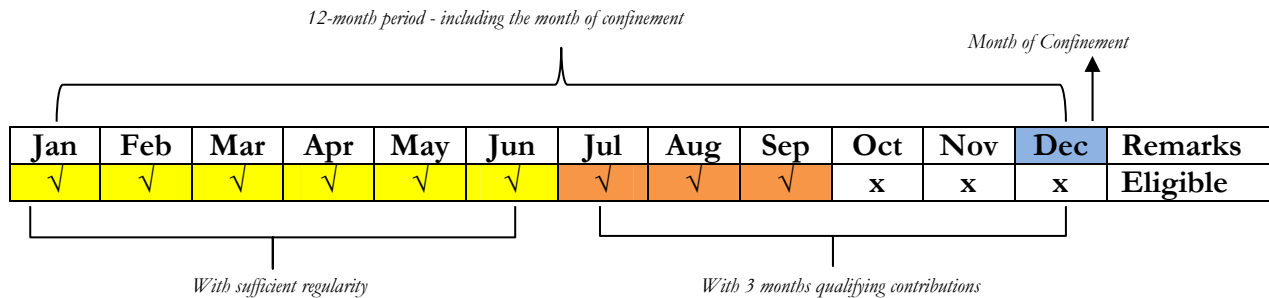 12-month period - including the month of confinement
Month of Confinement
Jan Feb Mar Apr May Jun Jul Aug Sep Oct Nov Dec Remarks
√ √ √ √ √ √ √ √ √ x x x Eligible
With sufficient regularity
With 3 months qualifying contributions